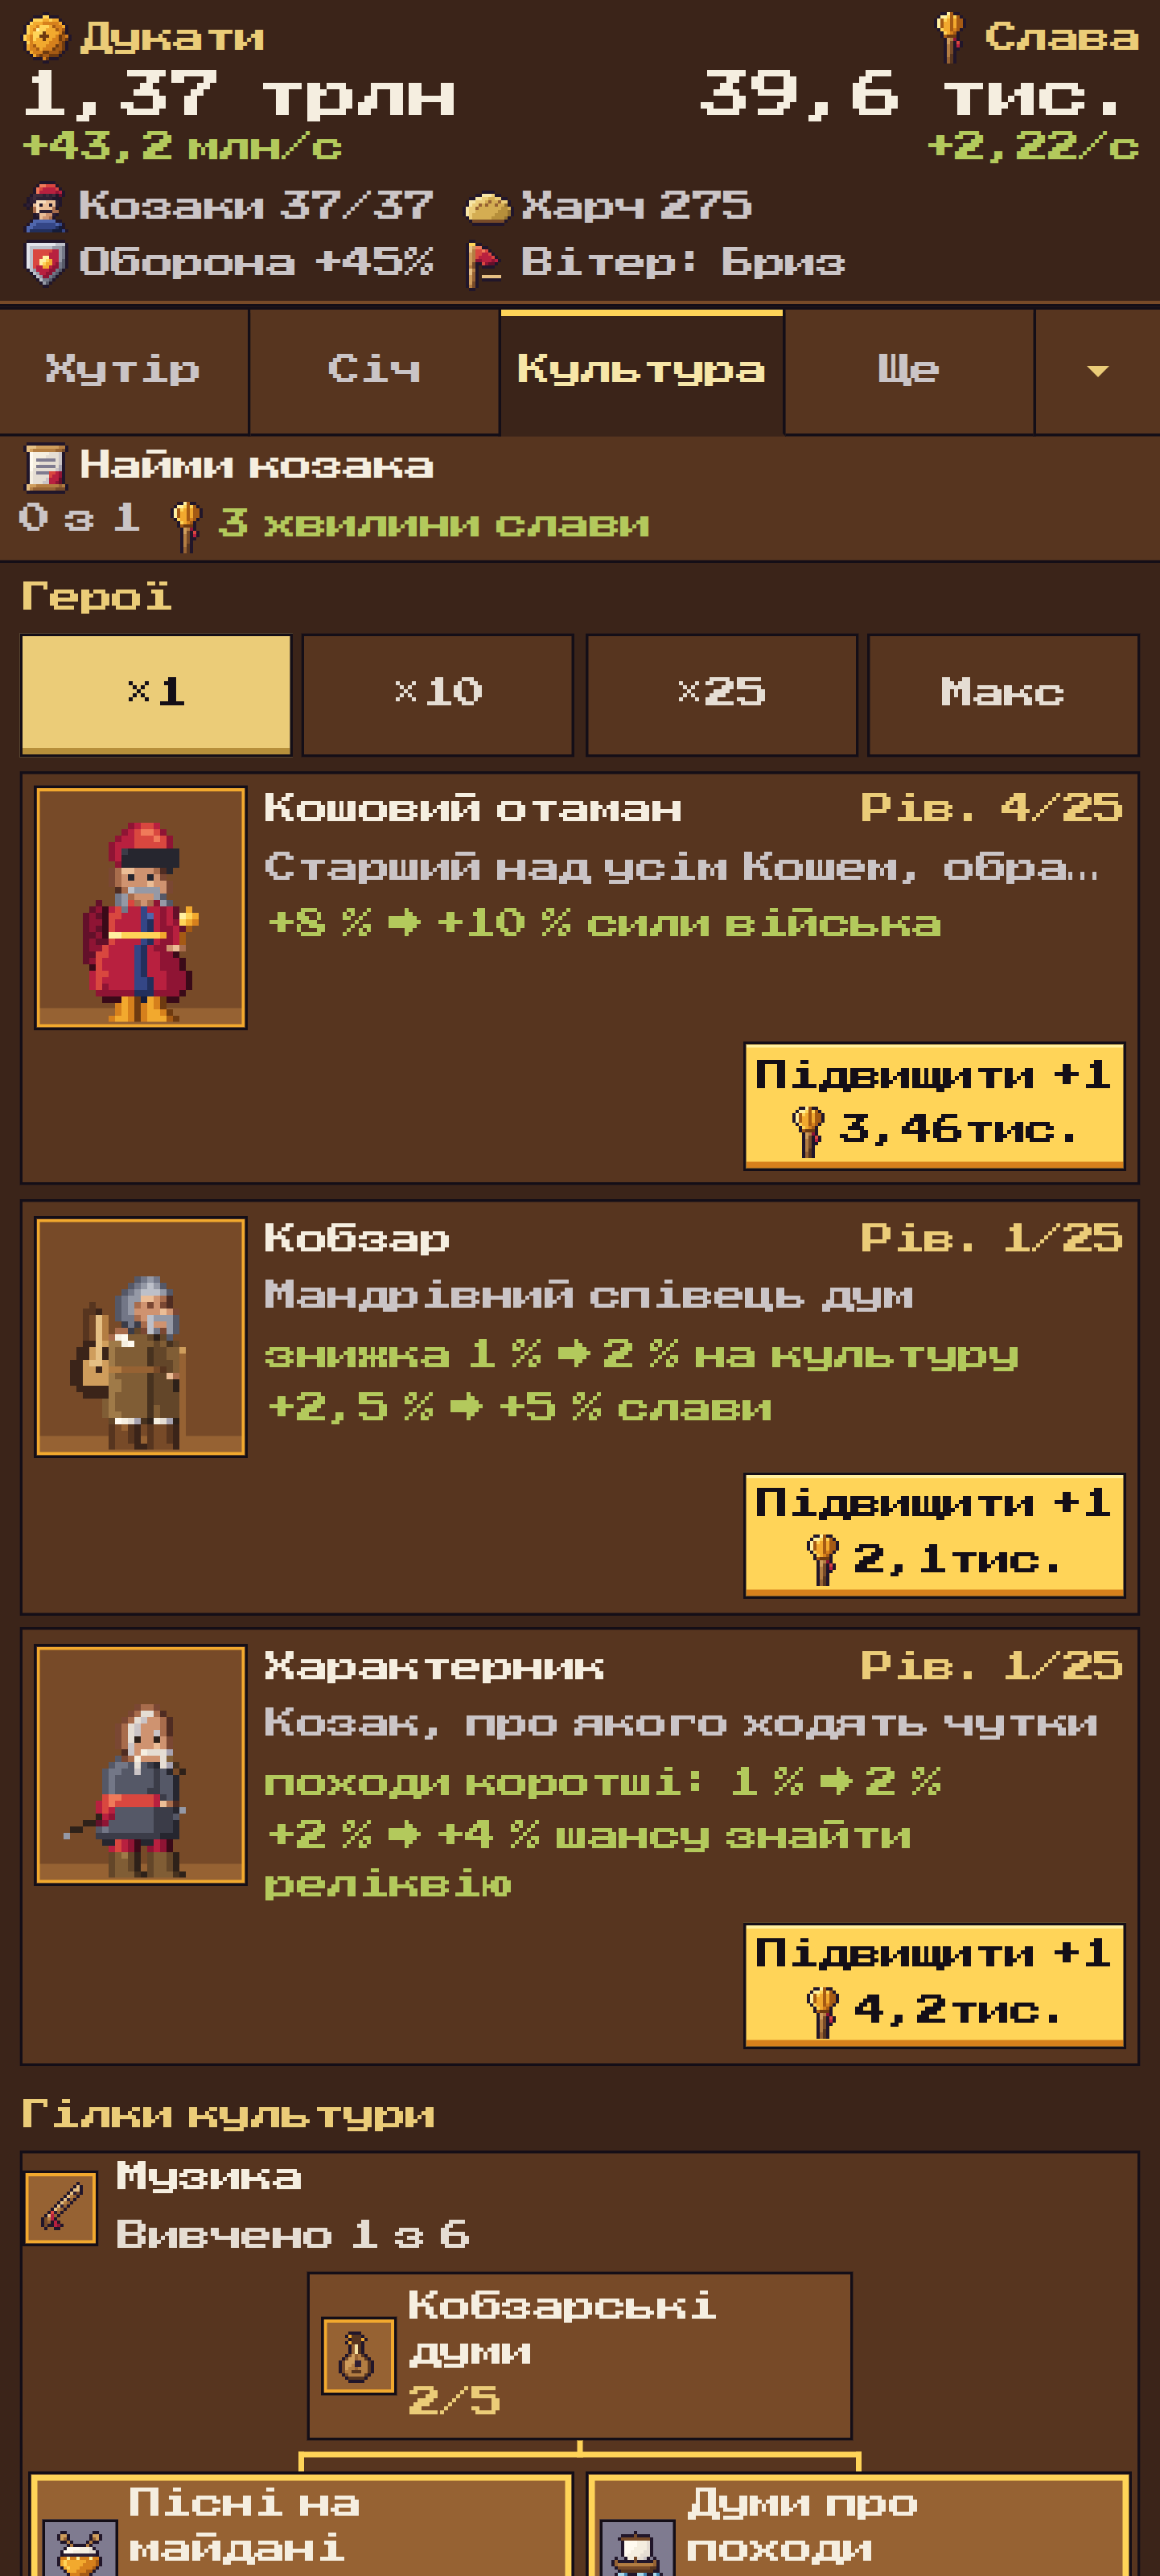 Дукати
Слава
1,37 трлн
39,6 тис.
+43,2 млн/с
+2,22/с
Козаки 37/37
Харч 275
Оборона +45%
Вітер: Бриз
Хутір
Січ
Культура
Ще
Найми козака
0 з 1
3 хвилини слави
Герої
×1
×10
×25
Макс
Кошовий отаман
Рів. 4/25
Старший над усім Кошем, обра...
+8 % → +10 % сили війська
Підвищити +1
3,46тис.
Кобзар
Рів. 1/25
Мандрівний співець дум
знижка 1 % → 2 % на культуру
+2,5 % → +5 % слави
Підвищити +1
2,1тис.
Характерник
Рів. 1/25
Козак, про якого ходять чутки
походи коротші: 1 % → 2 %
+2 % → +4 % шансу знайти
реліквію
Підвищити +1
4,2тис.
Гілки культури
Музика
Вивчено 1 з 6
Кобзарські
думи
2/5
Пісні на
майдані
Думи про
походи